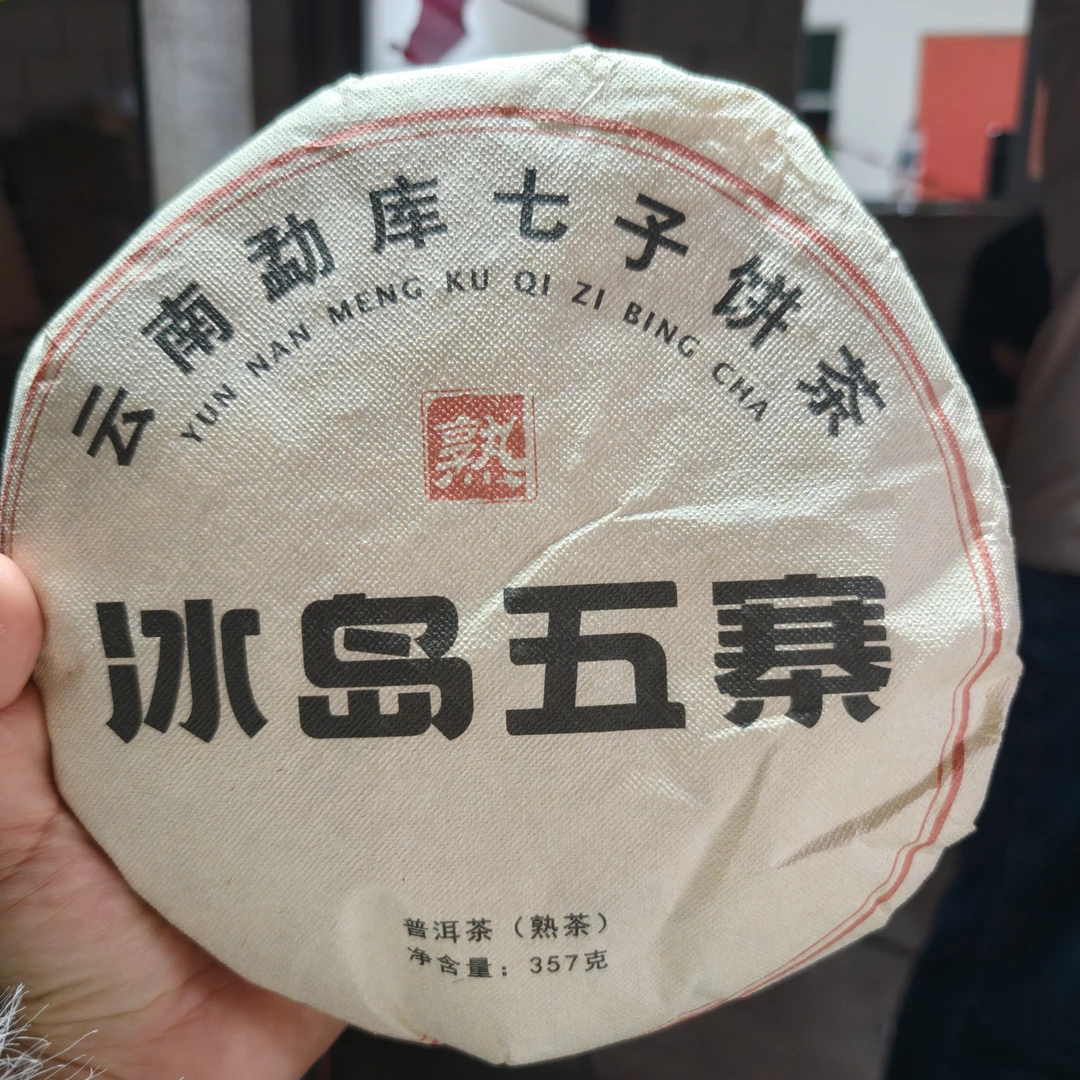 云南勐库七子饼茶
YUN NAN MENG KU QI ZI BING CHA
熟
冰岛五寨
普洱茶（熟茶）
净含量：357克